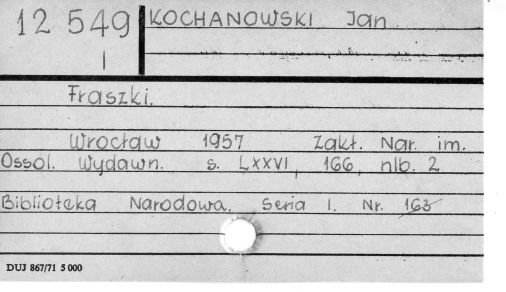 12 549 KOCHANOWSKI Jan
I
Fraszki.
Wrocław 1957 Zakł. Nar. im.
Ossol. Wydawn. s. LXXVI, 166, nlb. 2
Biblioteka Narodowa. Seria I. Nr. 163
DUJ 867/71 5 000